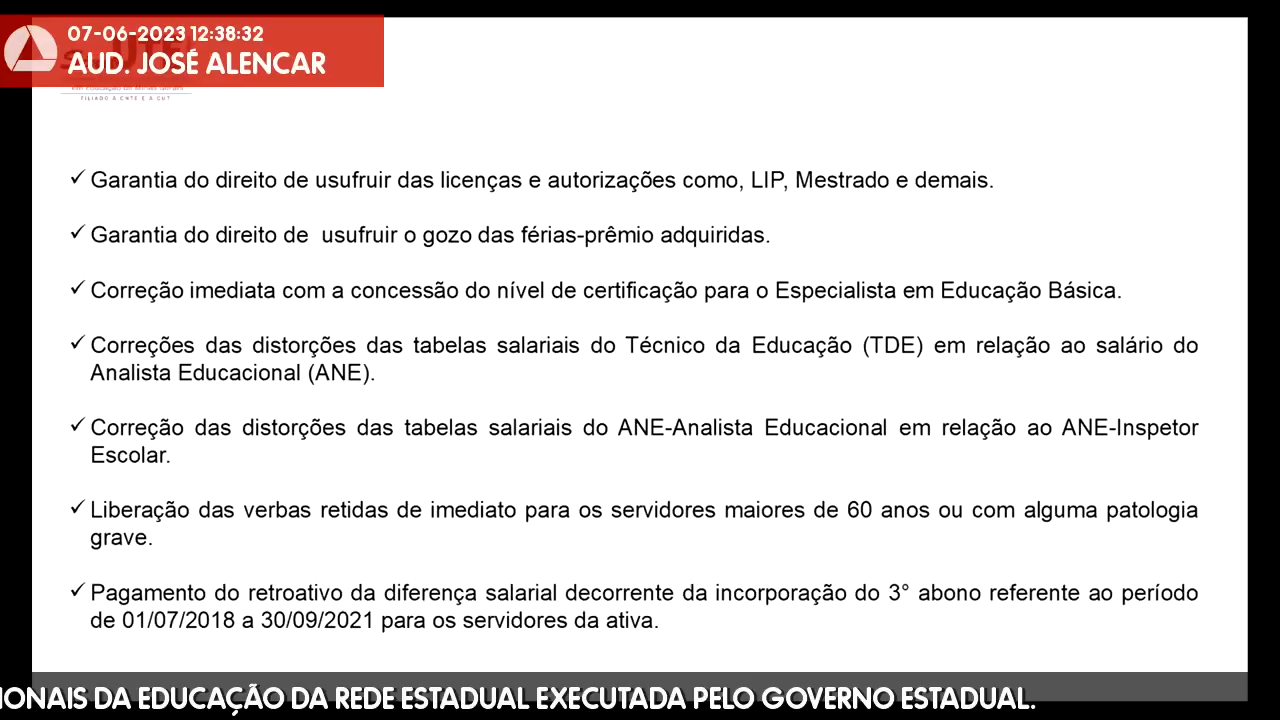 07-06-2023 12:38:32
AUD. JOSÉ ALENCAR
FILIADO À CNTE E À CUT
✓ Garantia do direito de usufruir das licenças e autorizações como, LIP, Mestrado e demais.
✓ Garantia do direito de  usufruir o gozo das férias-prêmio adquiridas.
✓ Correção imediata com a concessão do nível de certificação para o Especialista em Educação Básica.
✓ Correções das distorções das tabelas salariais do Técnico da Educação (TDE) em relação ao salário do
Analista Educacional (ANE).
✓ Correção das distorções das tabelas salariais do ANE-Analista Educacional em relação ao ANE-Inspetor
Escolar.
✓ Liberação das verbas retidas de imediato para os servidores maiores de 60 anos ou com alguma patologia
grave.
✓ Pagamento do retroativo da diferença salarial decorrente da incorporação do 3° abono referente ao período
de 01/07/2018 a 30/09/2021 para os servidores da ativa.
IONAIS DA EDUCAÇÃO DA REDE ESTADUAL EXECUTADA PELO GOVERNO ESTADUAL.